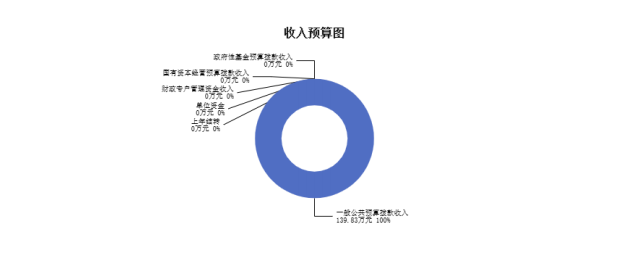 收入预算图
政府性基金预算拨款收入
0万元 0%
国有资本经营预算拨款收入
0万元 0%
财政专户管理资金收入
0万元 0%
单位资金
0万元 0%
上年结转
0万元 0%
一般公共预算拨款收入
139.83万元 100%